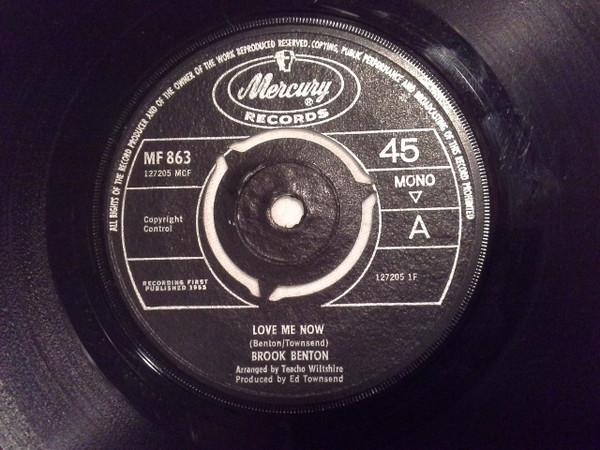 ALL RIGHTS OF THE RECORD PRODUCER AND OF THE OWNER OF THE WORK REPRODUCED RESERVED. COPYING, PUBLIC PERFORMANCE AND BROADCASTING OF THIS RECORD PROHIBITED
Mercury ®
RECORDS
MF 863
127205 MCF
45
MONO
A
Copyright
Control
RECORDING FIRST
PUBLISHED 1965
127205 1F
LOVE ME NOW
(Benton/Townsend)
BROOK BENTON
Arranged by Teacho Wiltshire
Produced by Ed Townsend